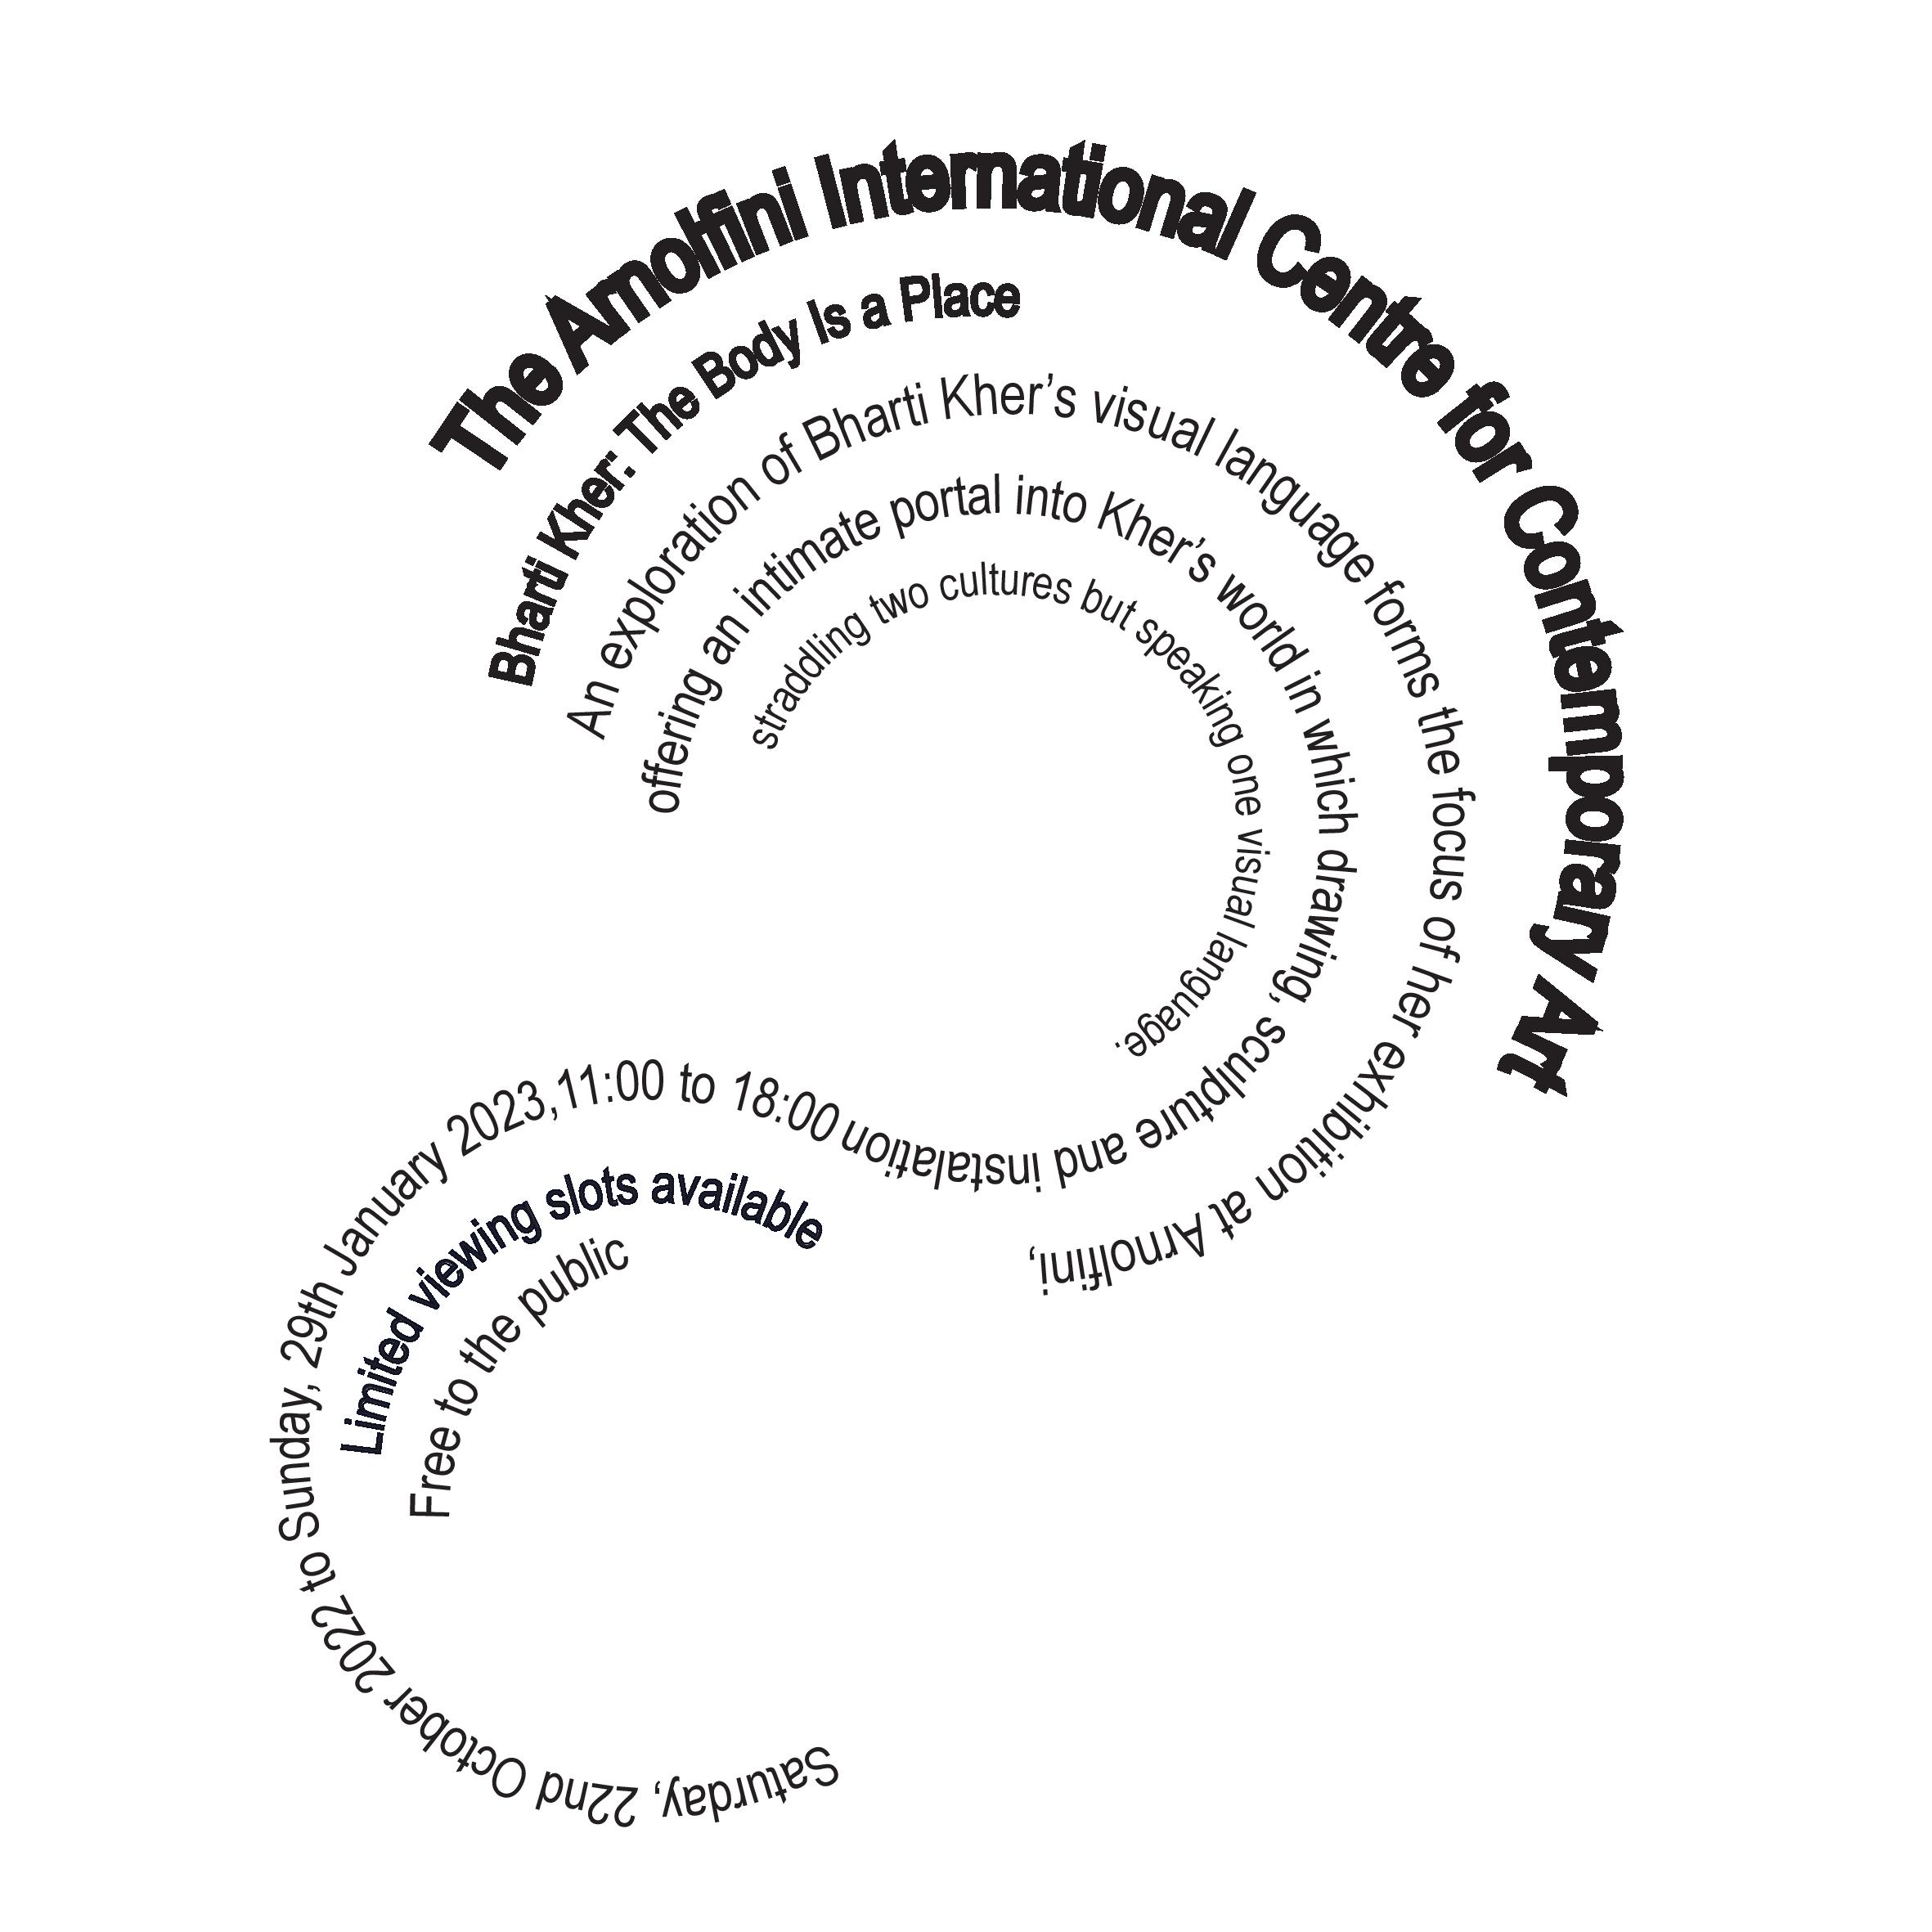 The Arnolfini International Centre for Contemporary Art
Bharti Kher: The Body Is a Place
An exploration of Bharti Kher’s visual language forms the focus of her exhibition at Arnolfini,
offering an intimate portal into Kher’s world in which drawing, sculpture and instalation
straddling two cultures but speaking one visual language.
Saturday, 22nd October 2022 to Sunday, 29th January 2023,11:00 to 18:00
Limited viewing slots available
Free to the public